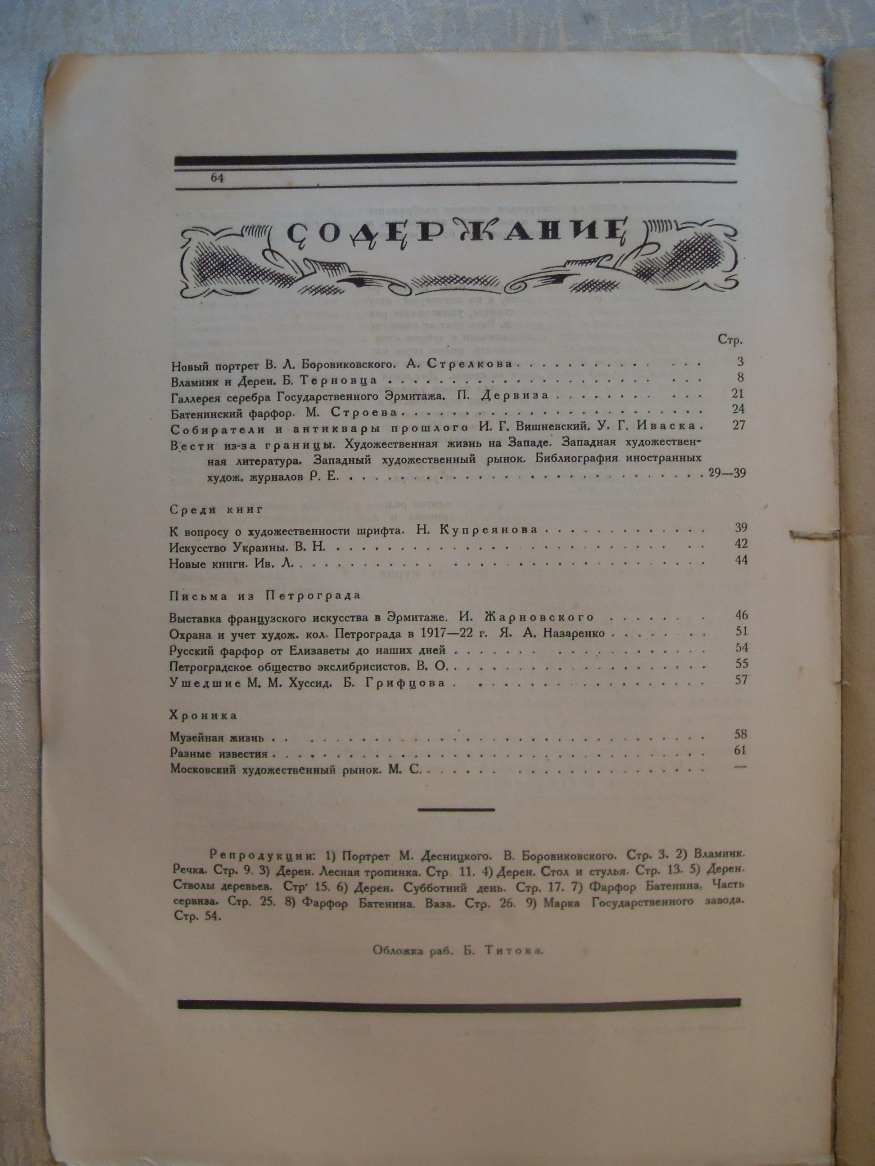 64
СОДЕРЖАНИЕ
Стр.
Новый портрет В. Л. Боровиковского. А. Стрелкова . . . . . . . . . . . . . . . 3
Вламинк и Дерен. Б. Терновца . . . . . . . . . . . . . . . . . . . . . . . . 8
Галлерея серебра Государственного Эрмитажа. П. Дервиза . . . . . . . . . . . . 21
Батенинский фарфор. М. Строева . . . . . . . . . . . . . . . . . . . . . . . 24
Собиратели и антиквары прошлого И. Г. Вишневский. У. Г. Иваска . 27
Вести из-за границы. Художественная жизнь на Западе. Западная художествен-
ная литература. Западный художественный рынок. Библиография иностранных
худож. журналов Р. Е. . . . . . . . . . . . . . . . . . . . . . . . . . 29—39
Среди книг
К вопросу о художественности шрифта. Н. Купреянова . . . . . . . . . . . . . 39
Искусство Украины. В. Н. . . . . . . . . . . . . . . . . . . . . . . . . . . 42
Новые книги. Ив. Л. . . . . . . . . . . . . . . . . . . . . . . . . . . . . 44
Письма из Петрограда
Выставка французского искусства в Эрмитаже. И. Жарновского . . . . . . . . 46
Охрана и учет худож. кол. Петрограда в 1917—22 г. Я. А. Назаренко . . . . . . . 51
Русский фарфор от Елизаветы до наших дней . . . . . . . . . . . . . . . . . 54
Петроградское общество экслибрисистов. В. О. . . . . . . . . . . . . . . . . 55
Ушедшие М. М. Хуссид. Б. Грифцова . . . . . . . . . . . . . . . . . . . . 57
Хроника
Музейная жизнь . . . . . . . . . . . . . . . . . . . . . . . . . . . . . . 58
Разные известия . . . . . . . . . . . . . . . . . . . . . . . . . . . . . . 61
Московский художественный рынок. М. С. . . . . . . . . . . . . . . . . . . —
Репродукции: 1) Портрет М. Десницкого. В. Боровиковского. Стр. 3. 2) Вламинк.
Речка. Стр. 9. 3) Дерен. Лесная тропинка. Стр. 11. 4) Дерен. Стол и стулья. Стр. 13. 5) Дерен.
Стволы деревьев. Стр. 15. 6) Дерен. Субботний день. Стр. 17. 7) Фарфор Батенина. Часть
сервиза. Стр. 25. 8) Фарфор Батенина. Ваза. Стр. 26. 9) Марка Государственного завода.
Стр. 54.
Обложка раб. Б. Титова.